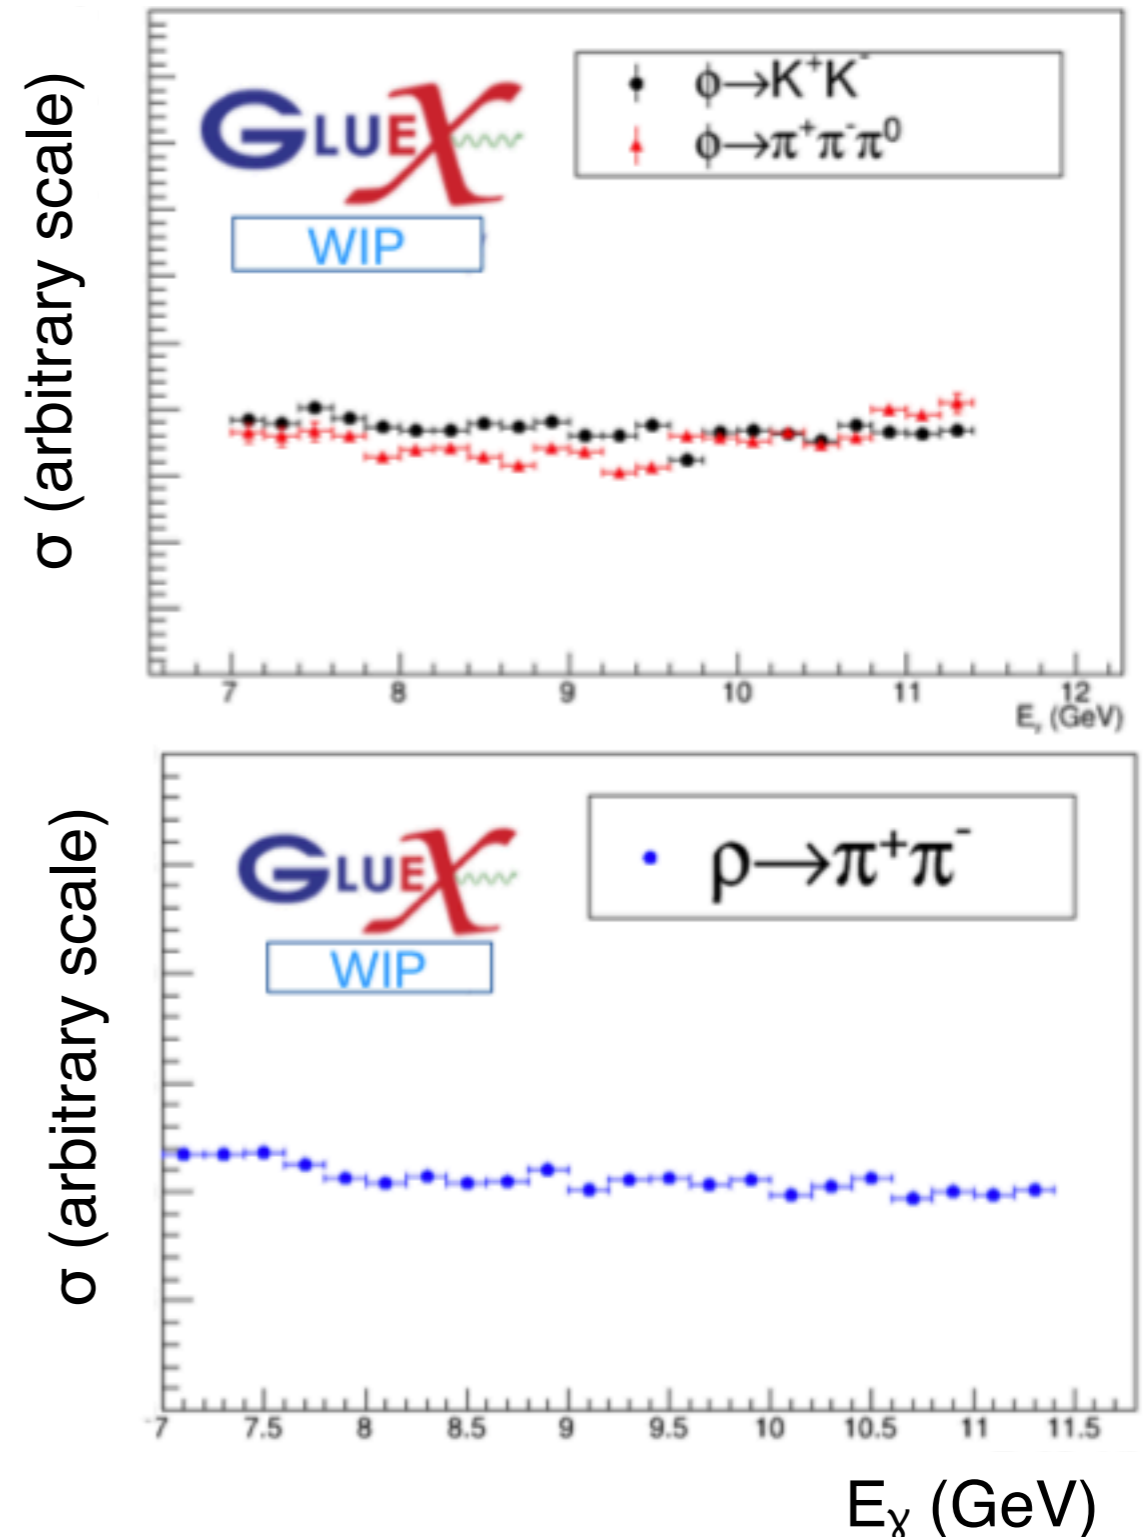 σ (arbitrary scale)
GLUEX
WIP
ϕ→K⁺K⁻
ϕ→π⁺π⁻π⁰
7 8 9 10 11 12
Eᵧ (GeV)
σ (arbitrary scale)
GLUEX
WIP
ρ→π⁺π⁻
7 7.5 8 8.5 9 9.5 10 10.5 11 11.5
Eᵧ (GeV)